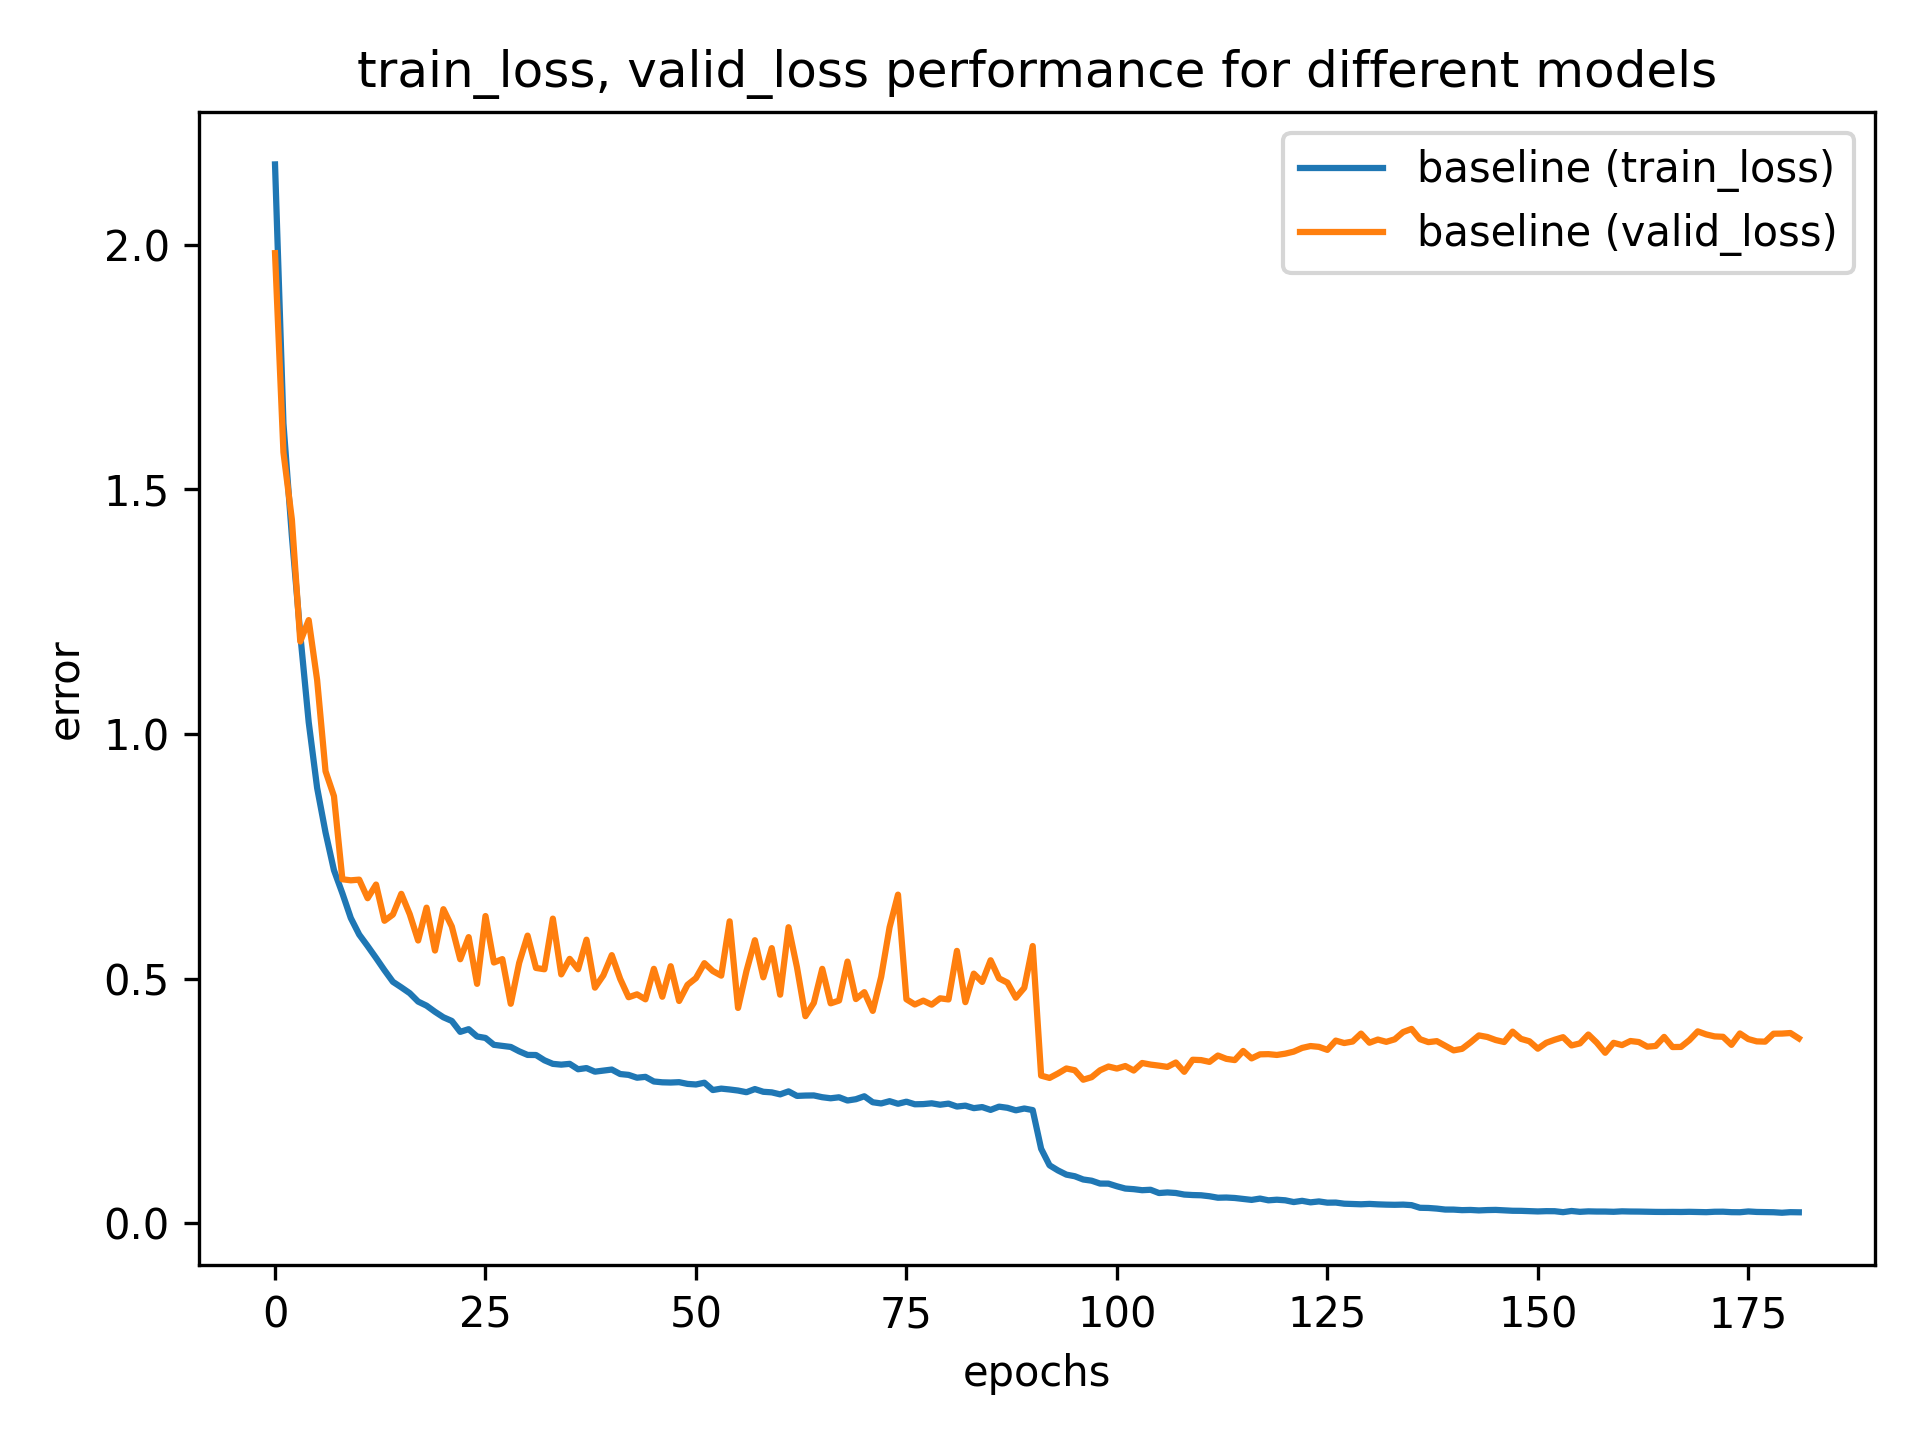 train_loss, valid_loss performance for different models
baseline (train_loss)
baseline (valid_loss)
error
2.0
1.5
1.0
0.5
0.0
0 25 50 75 100 125 150 175
epochs